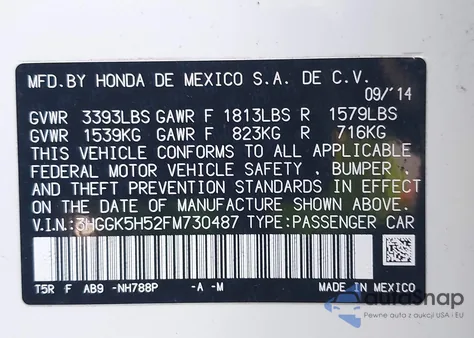 MFD.BY HONDA DE MEXICO S.A. DE C.V.
09/'14
GVWR 3393LBS GAWR F 1813LBS R 1579LBS
GVWR 1539KG GAWR F 823KG R 716KG
THIS VEHICLE CONFORMS TO ALL APPLICABLE
FEDERAL MOTOR VEHICLE SAFETY , BUMPER ,
AND THEFT PREVENTION STANDARDS IN EFFECT
ON THE DATE OF MANUFACTURE SHOWN ABOVE.
V.I.N.: 3HGGK5H52FM730487 TYPE:PASSENGER CAR
T5R F AB9 -NH788P -A -M MADE IN MEXICO
autoSnap
Pewne auta z aukcji USA i EU